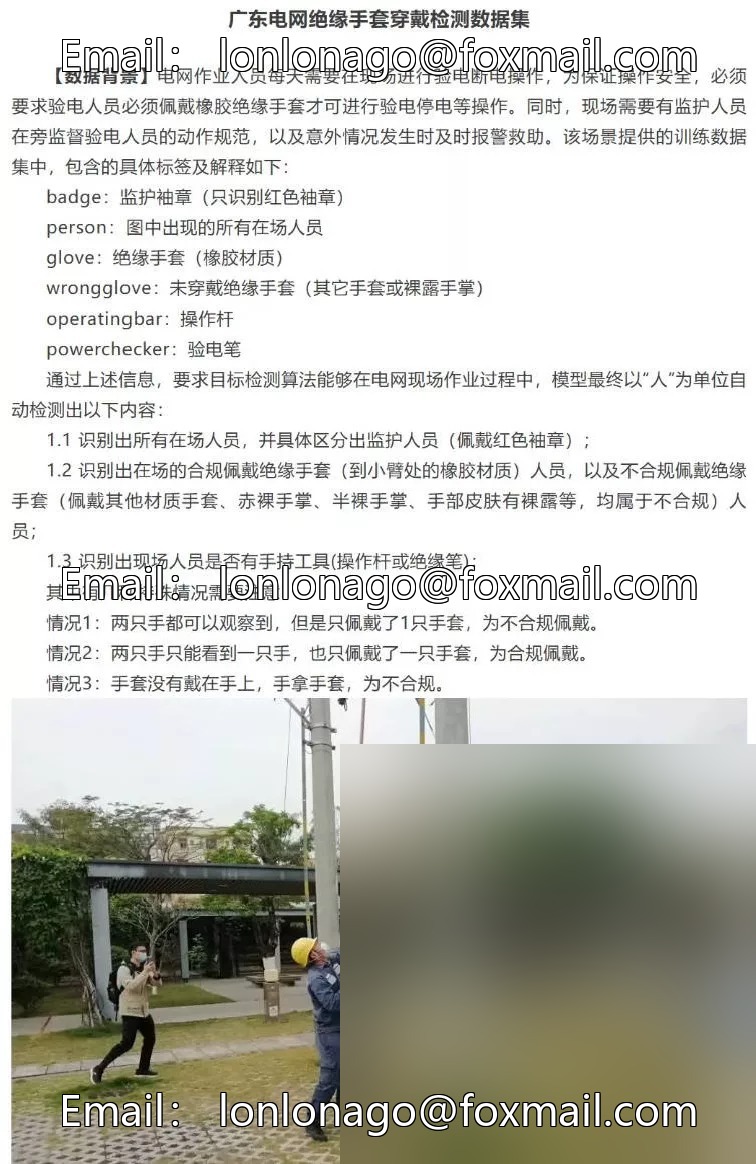 广东电网绝缘手套穿戴检测数据集
Email： lonlonago@foxmail.com
【数据背景】电网作业人员每天需要在现场进行验电断电操作，为保证操作安全，必须
要求验电人员必须佩戴橡胶绝缘手套才可进行验电停电等操作。同时，现场需要有监护人员
在旁监督验电人员的动作规范，以及意外情况发生时及时报警救助。该场景提供的训练数据
集中，包含的具体标签及解释如下：
badge：监护袖章（只识别红色袖章）
person：图中出现的所有在场人员
glove：绝缘手套（橡胶材质）
wrongglove：未穿戴绝缘手套（其它手套或裸露手掌）
operatingbar：操作杆
powerchecker：验电笔
通过上述信息，要求目标检测算法能够在电网现场作业过程中，模型最终以“人”为单位自
动检测出以下内容：
1.1 识别出所有在场人员，并具体区分出监护人员（佩戴红色袖章）；
1.2 识别出在场的合规佩戴绝缘手套（到小臂处的橡胶材质）人员，以及不合规佩戴绝缘
手套（佩戴其他材质手套、赤裸手掌、半裸手掌、手部皮肤有裸露等，均属于不合规）人
员；
1.3 识别出现场人员是否有手持工具(操作杆或绝缘笔)；
Email： lonlonago@foxmail.com
其 情况需
情况1：两只手都可以观察到，但是只佩戴了1只手套，为不合规佩戴。
情况2：两只手只能看到一只手，也只佩戴了一只手套，为合规佩戴。
情况3：手套没有戴在手上，手拿手套，为不合规。
Email： lonlonago@foxmail.com